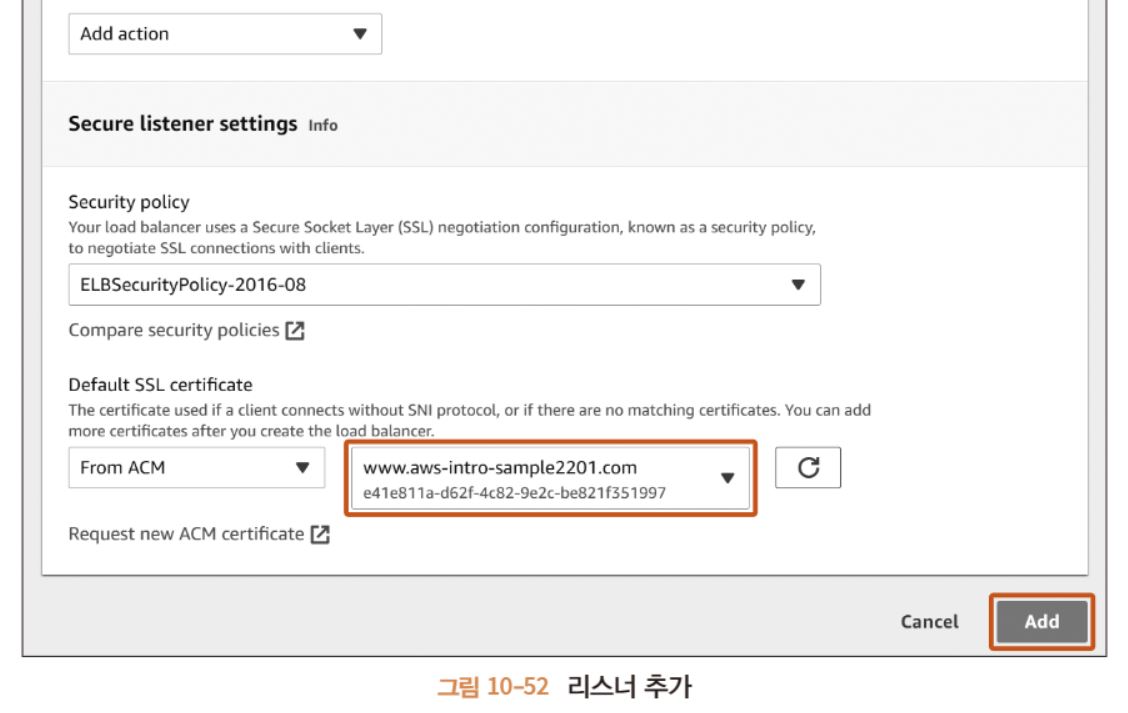 Add action
Secure listener settings Info
Security policy
Your load balancer uses a Secure Socket Layer (SSL) negotiation configuration, known as a security policy,
to negotiate SSL connections with clients.
ELBSecurityPolicy-2016-08
Compare security policies
Default SSL certificate
The certificate used if a client connects without SNI protocol, or if there are no matching certificates. You can add
more certificates after you create the load balancer.
From ACM
www.aws-intro-sample2201.com
e41e811a-d62f-4c82-9e2c-be821f351997
Request new ACM certificate
Cancel
Add
그림 10-52 리스너 추가